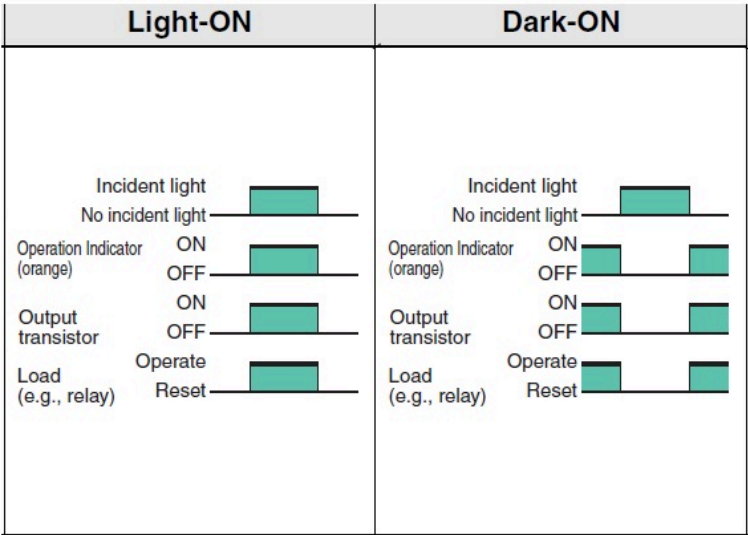 Light-ON
Dark-ON
Incident light
No incident light
Operation Indicator
(orange)
ON
OFF
Output
transistor
ON
OFF
Load
(e.g., relay)
Operate
Reset
Incident light
No incident light
Operation Indicator
(orange)
ON
OFF
Output
transistor
ON
OFF
Load
(e.g., relay)
Operate
Reset